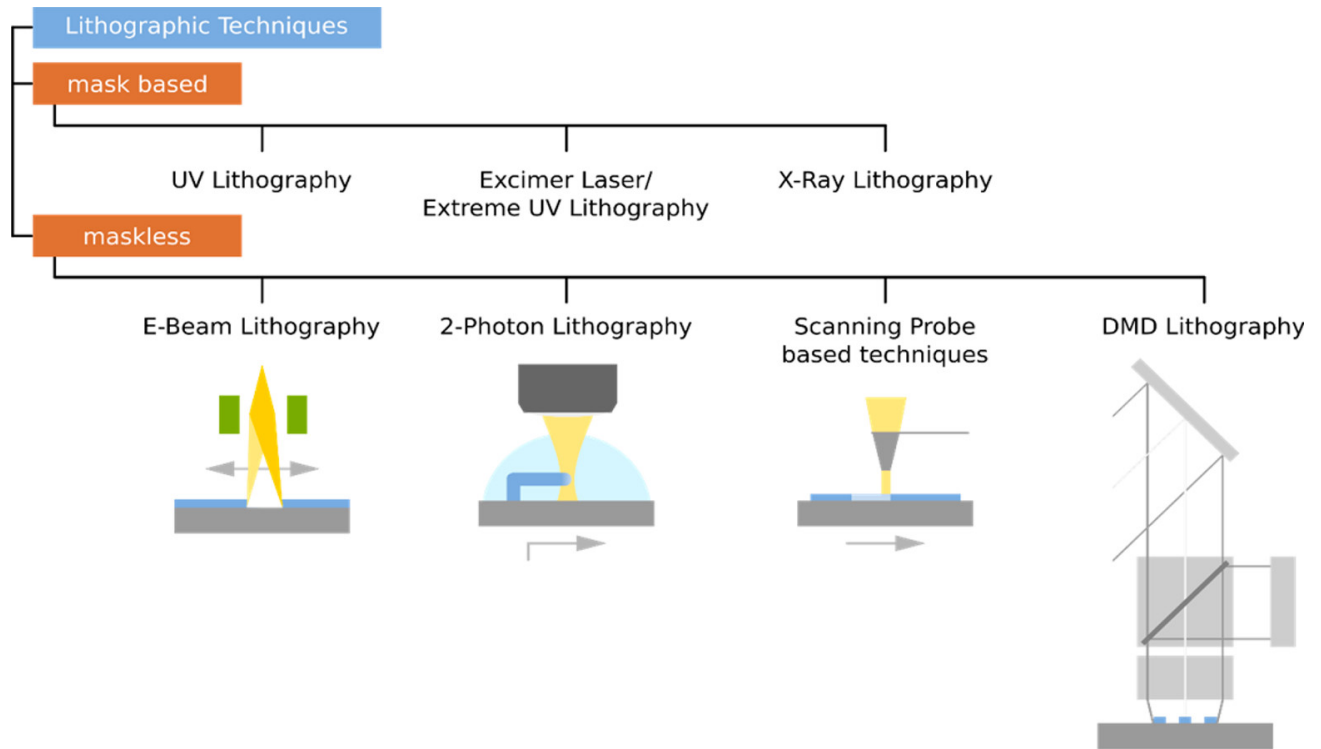 Lithographic Techniques
mask based
UV Lithography
Excimer Laser/
Extreme UV Lithography
X-Ray Lithography
maskless
E-Beam Lithography
2-Photon Lithography
Scanning Probe
based techniques
DMD Lithography